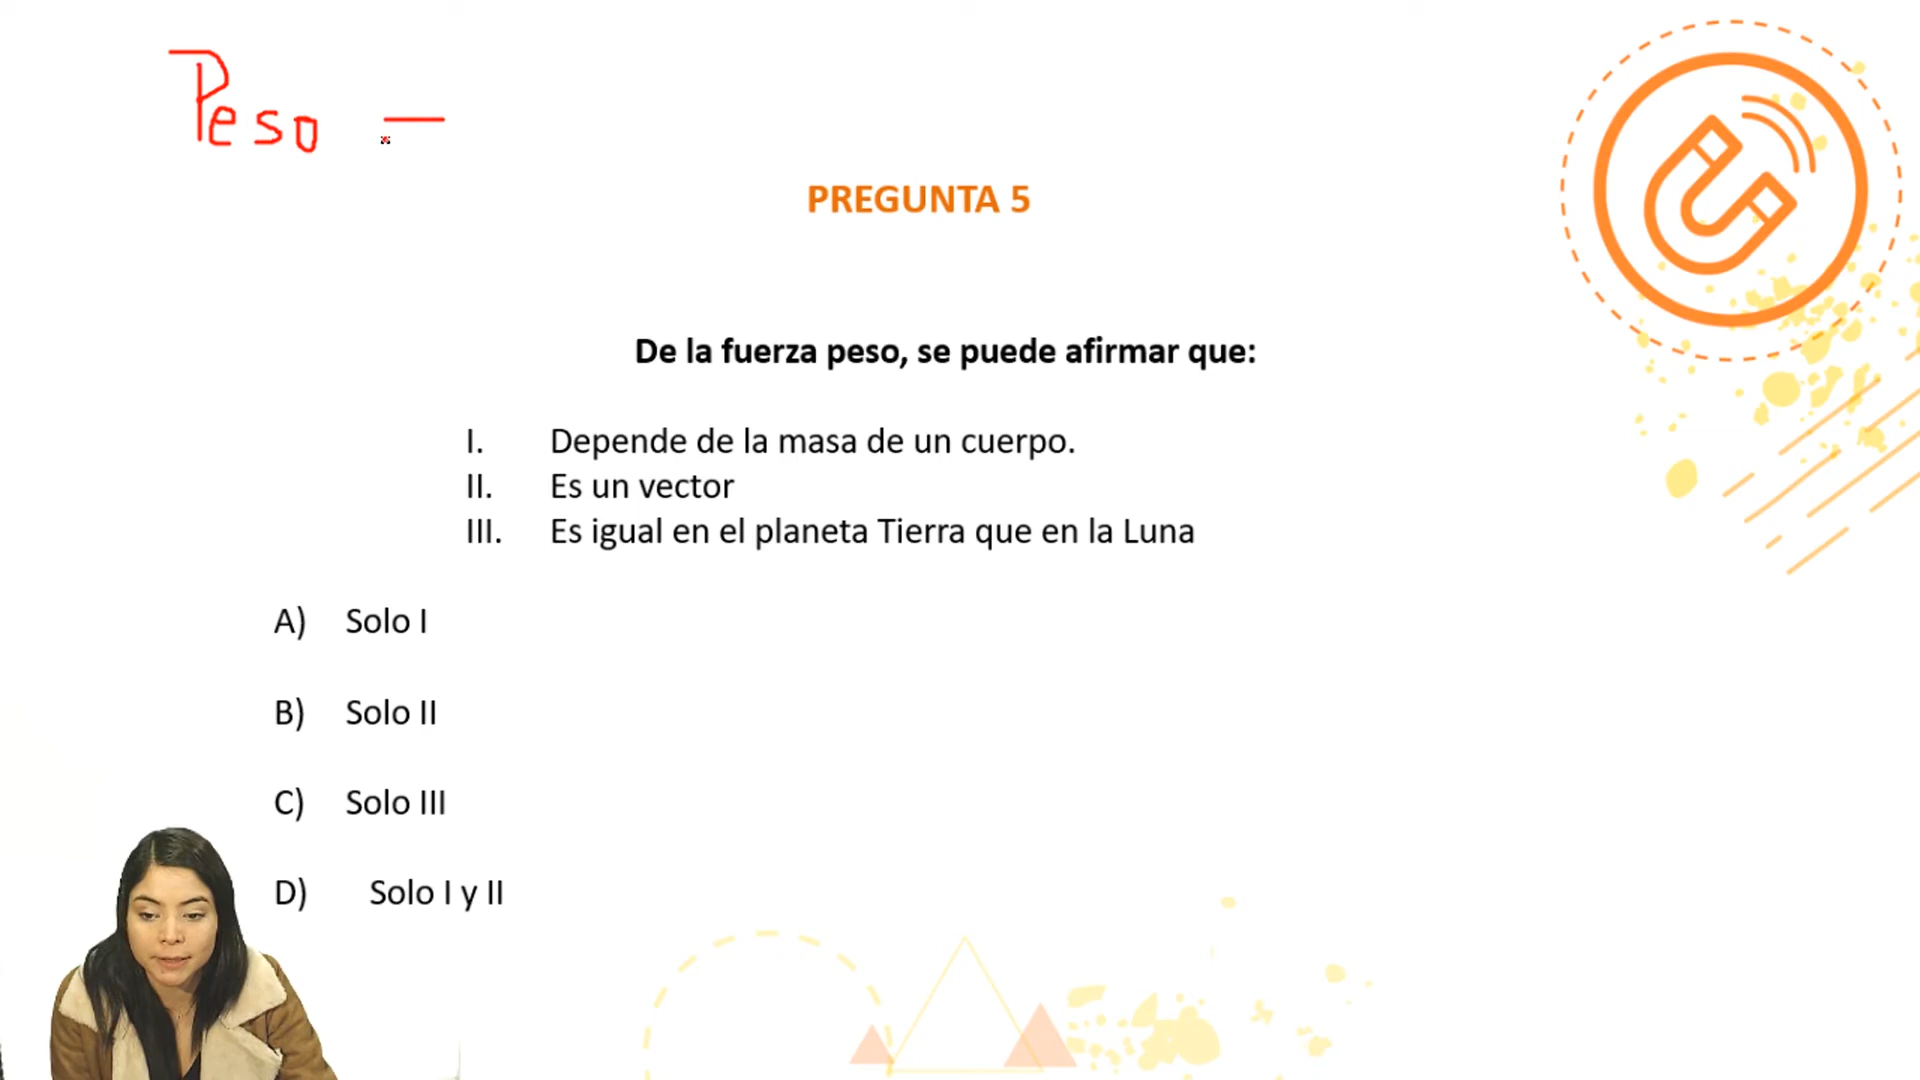 Peso
PREGUNTA 5
De la fuerza peso, se puede afirmar que:
I. Depende de la masa de un cuerpo.
II. Es un vector
III. Es igual en el planeta Tierra que en la Luna
A) Solo I
B) Solo II
C) Solo III
D) Solo I y II